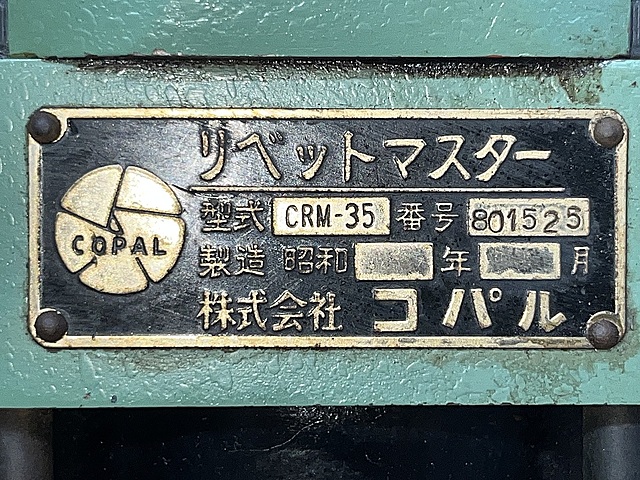 リベットマスター
COPAL
型式 CRM-35 番号 801525
製造 昭和 年 月
株式会社 コパル